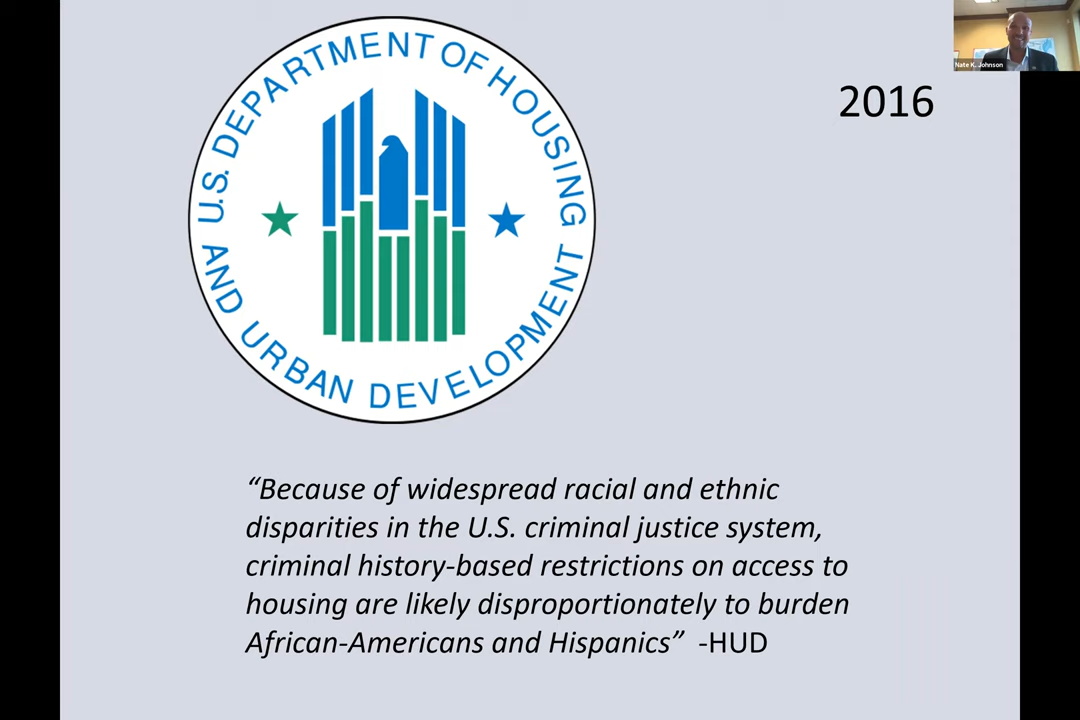 U.S. DEPARTMENT OF HOUSING
AND URBAN DEVELOPMENT
Nate K. Johnson
2016
“Because of widespread racial and ethnic
disparities in the U.S. criminal justice system,
criminal history-based restrictions on access to
housing are likely disproportionately to burden
African-Americans and Hispanics” -HUD